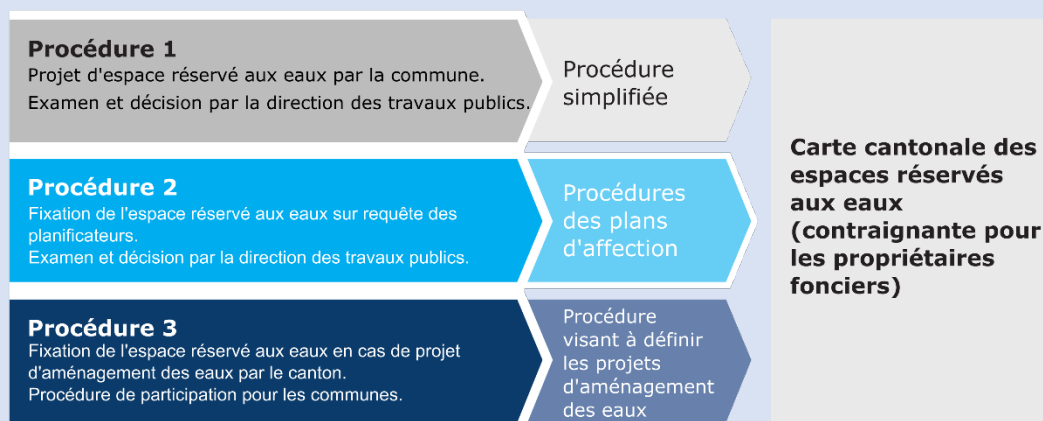 Procédure 1
Projet d'espace réservé aux eaux par la commune.
Examen et décision par la direction des travaux publics.
Procédure
simplifiée
Procédure 2
Fixation de l'espace réservé aux eaux sur requête des
planificateurs.
Examen et décision par la direction des travaux publics.
Procédures
des plans
d'affection
Procédure 3
Fixation de l'espace réservé aux eaux en cas de projet
d'aménagement des eaux par le canton.
Procédure de participation pour les communes.
Procédure
visant à définir
les projets
d'aménagement
des eaux
Carte cantonale des
espaces réservés
aux eaux
(contraignante pour
les propriétaires
fonciers)